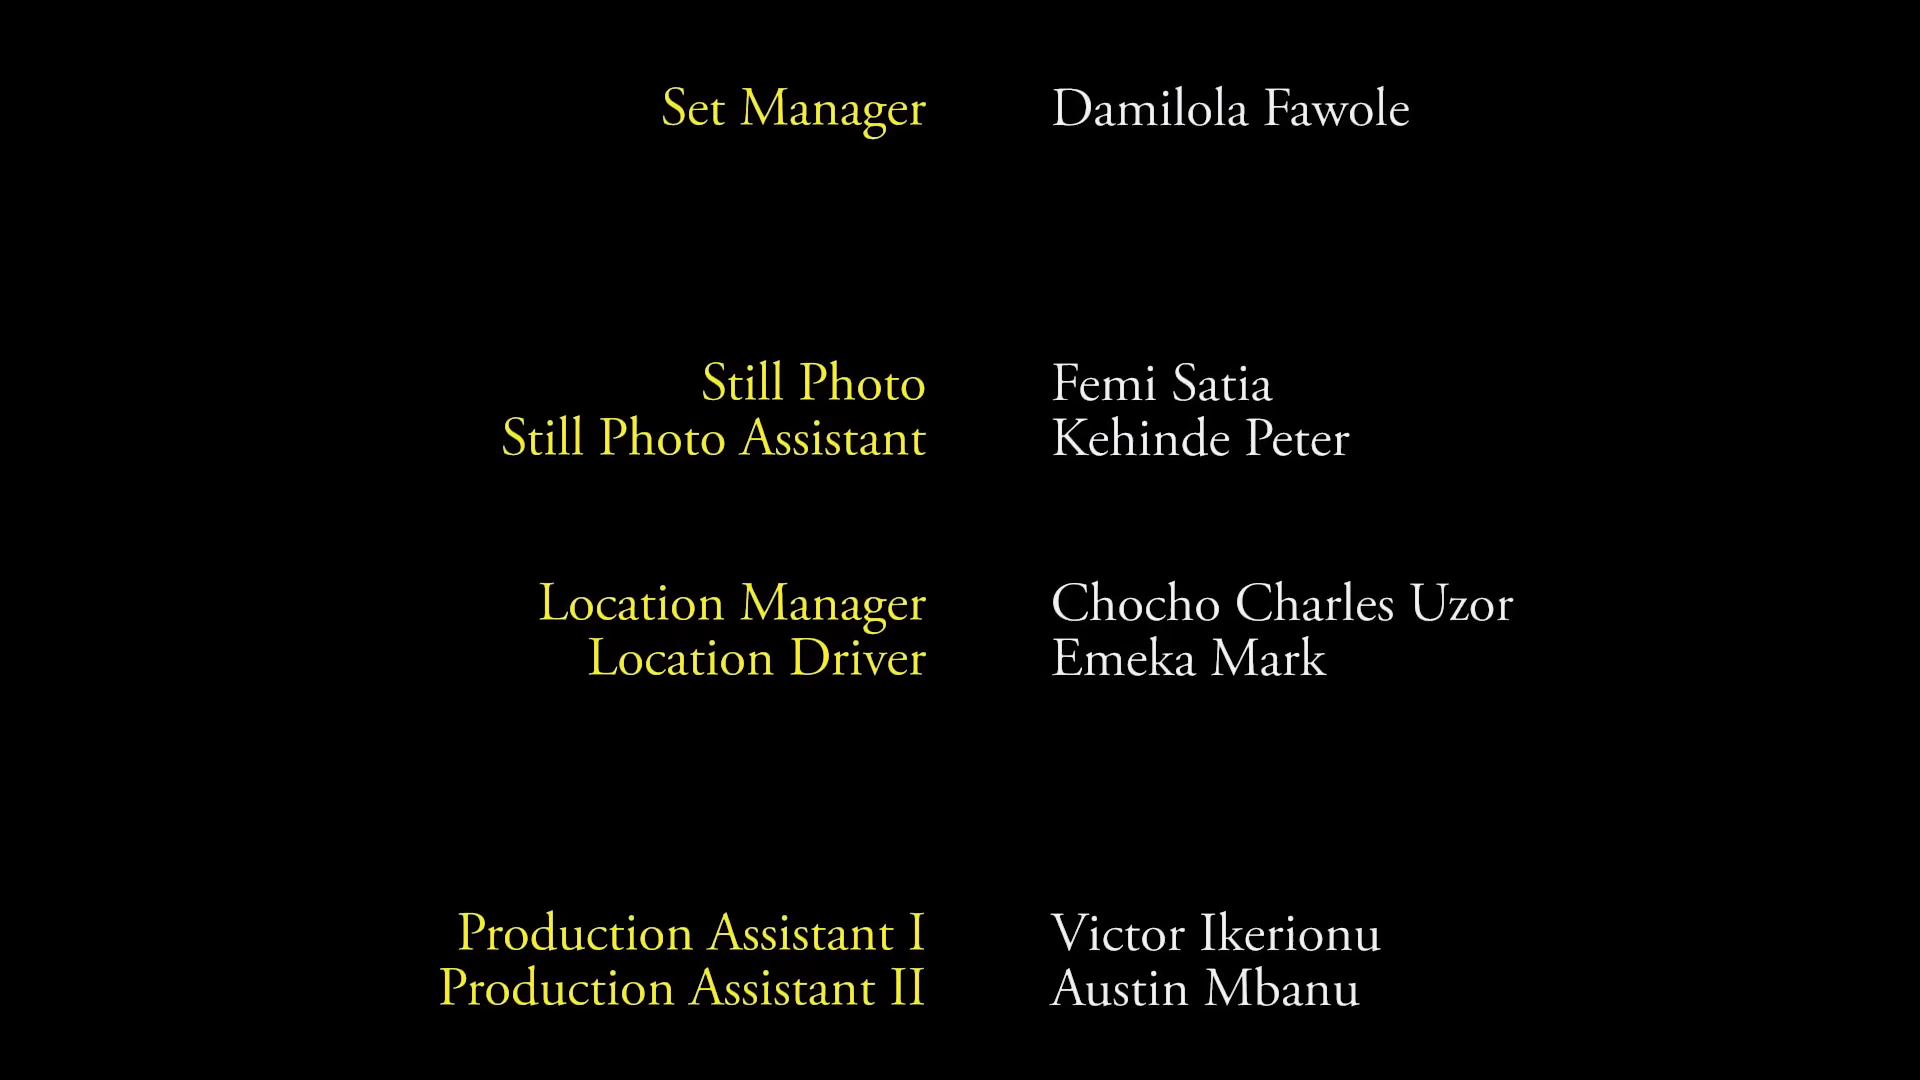 Set Manager Damilola Fawole
Still Photo Femi Satia
Still Photo Assistant Kehinde Peter
Location Manager Chocho Charles Uzor
Location Driver Emeka Mark
Production Assistant I Victor Ikerionu
Production Assistant II Austin Mbanu